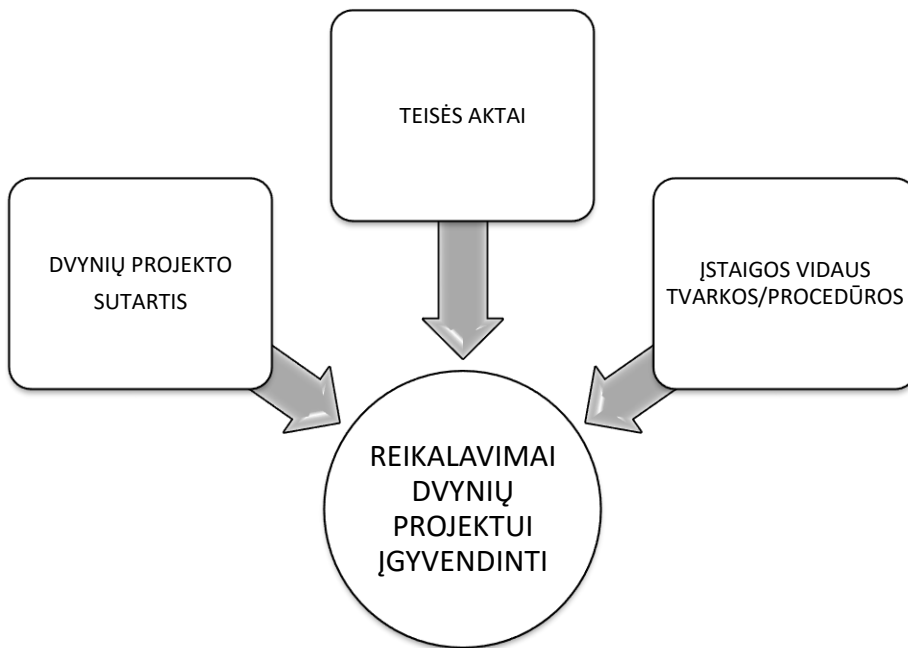 TEISĖS AKTAI
DVYNIŲ PROJEKTO
SUTARTIS
ĮSTAIGOS VIDAUS
TVARKOS/PROCEDŪROS
REIKALAVIMAI
DVYNIŲ
PROJEKTUI
ĮGYVENDINTI